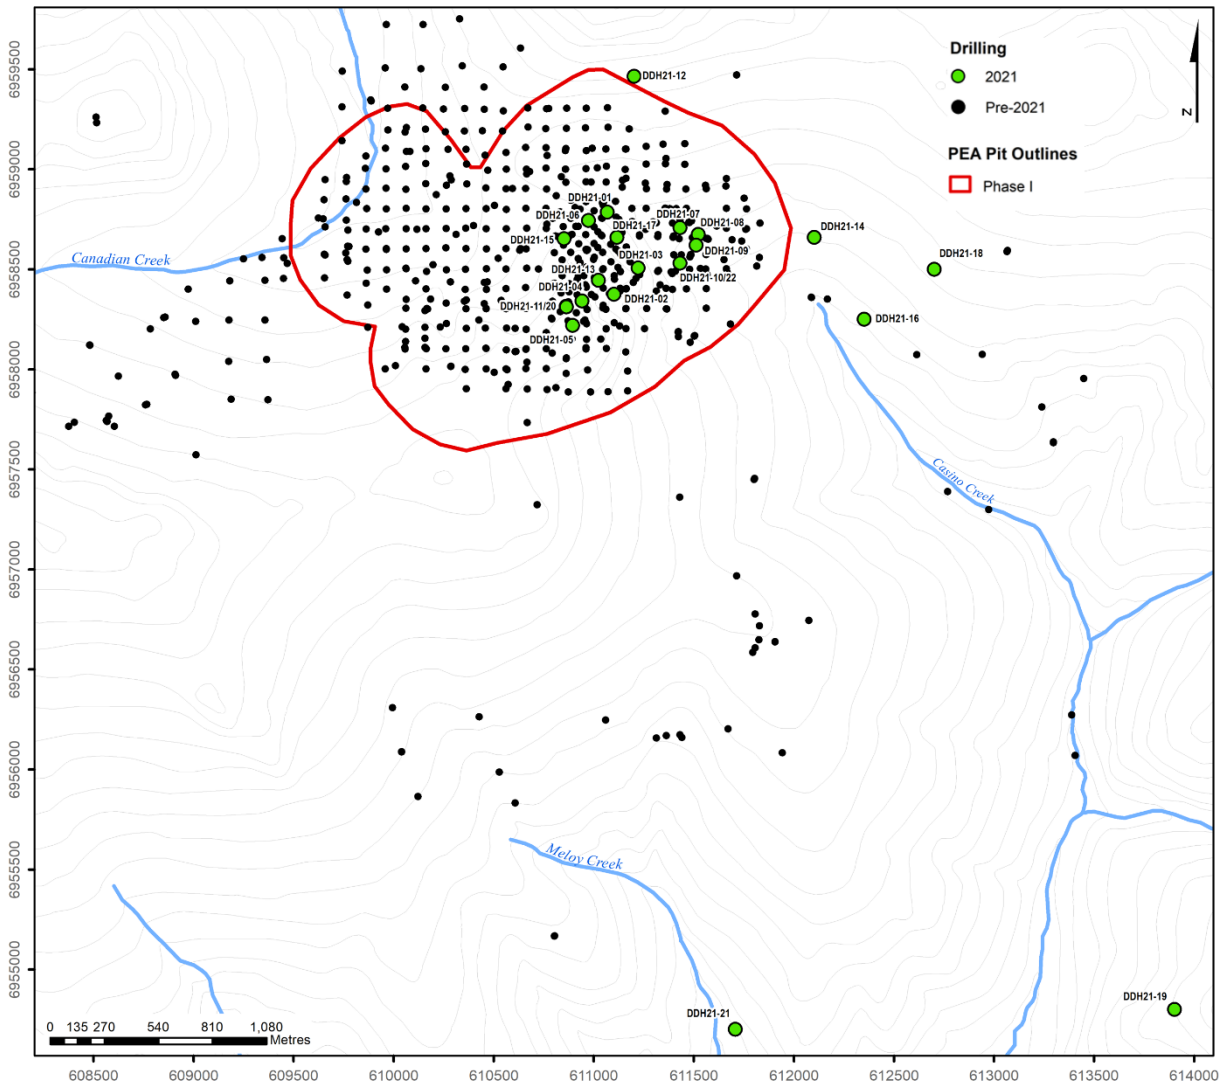 Drilling
2021
Pre-2021
PEA Pit Outlines
Phase I
N
DDH21-12
DDH21-01
DDH21-06
DDH21-17
DDH21-07
DDH21-08
DDH21-15
DDH21-14
DDH21-09
DDH21-03
DDH21-18
DDH21-13
DDH21-10/22
DDH21-04
DDH21-02
DDH21-11/20
DDH21-16
DDH21-05
Canadian Creek
Casino Creek
Meloy Creek
DDH21-19
DDH21-21
0 135 270 540 810 1,080
Metres
6959500
6959000
6958500
6958000
6957500
6957000
6956500
6956000
6955500
6955000
608500 609000 609500 610000 610500 611000 611500 612000 612500 613000 613500 614000